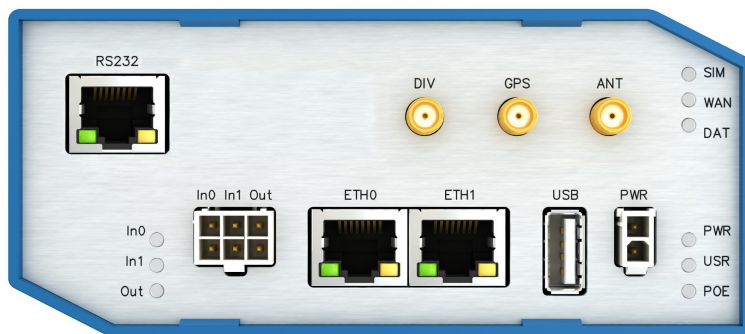 RS232
DIV GPS ANT
SIM
WAN
DAT
In0 In1 Out
ETH0 ETH1 USB PWR
In0
In1
Out
PWR
USR
POE